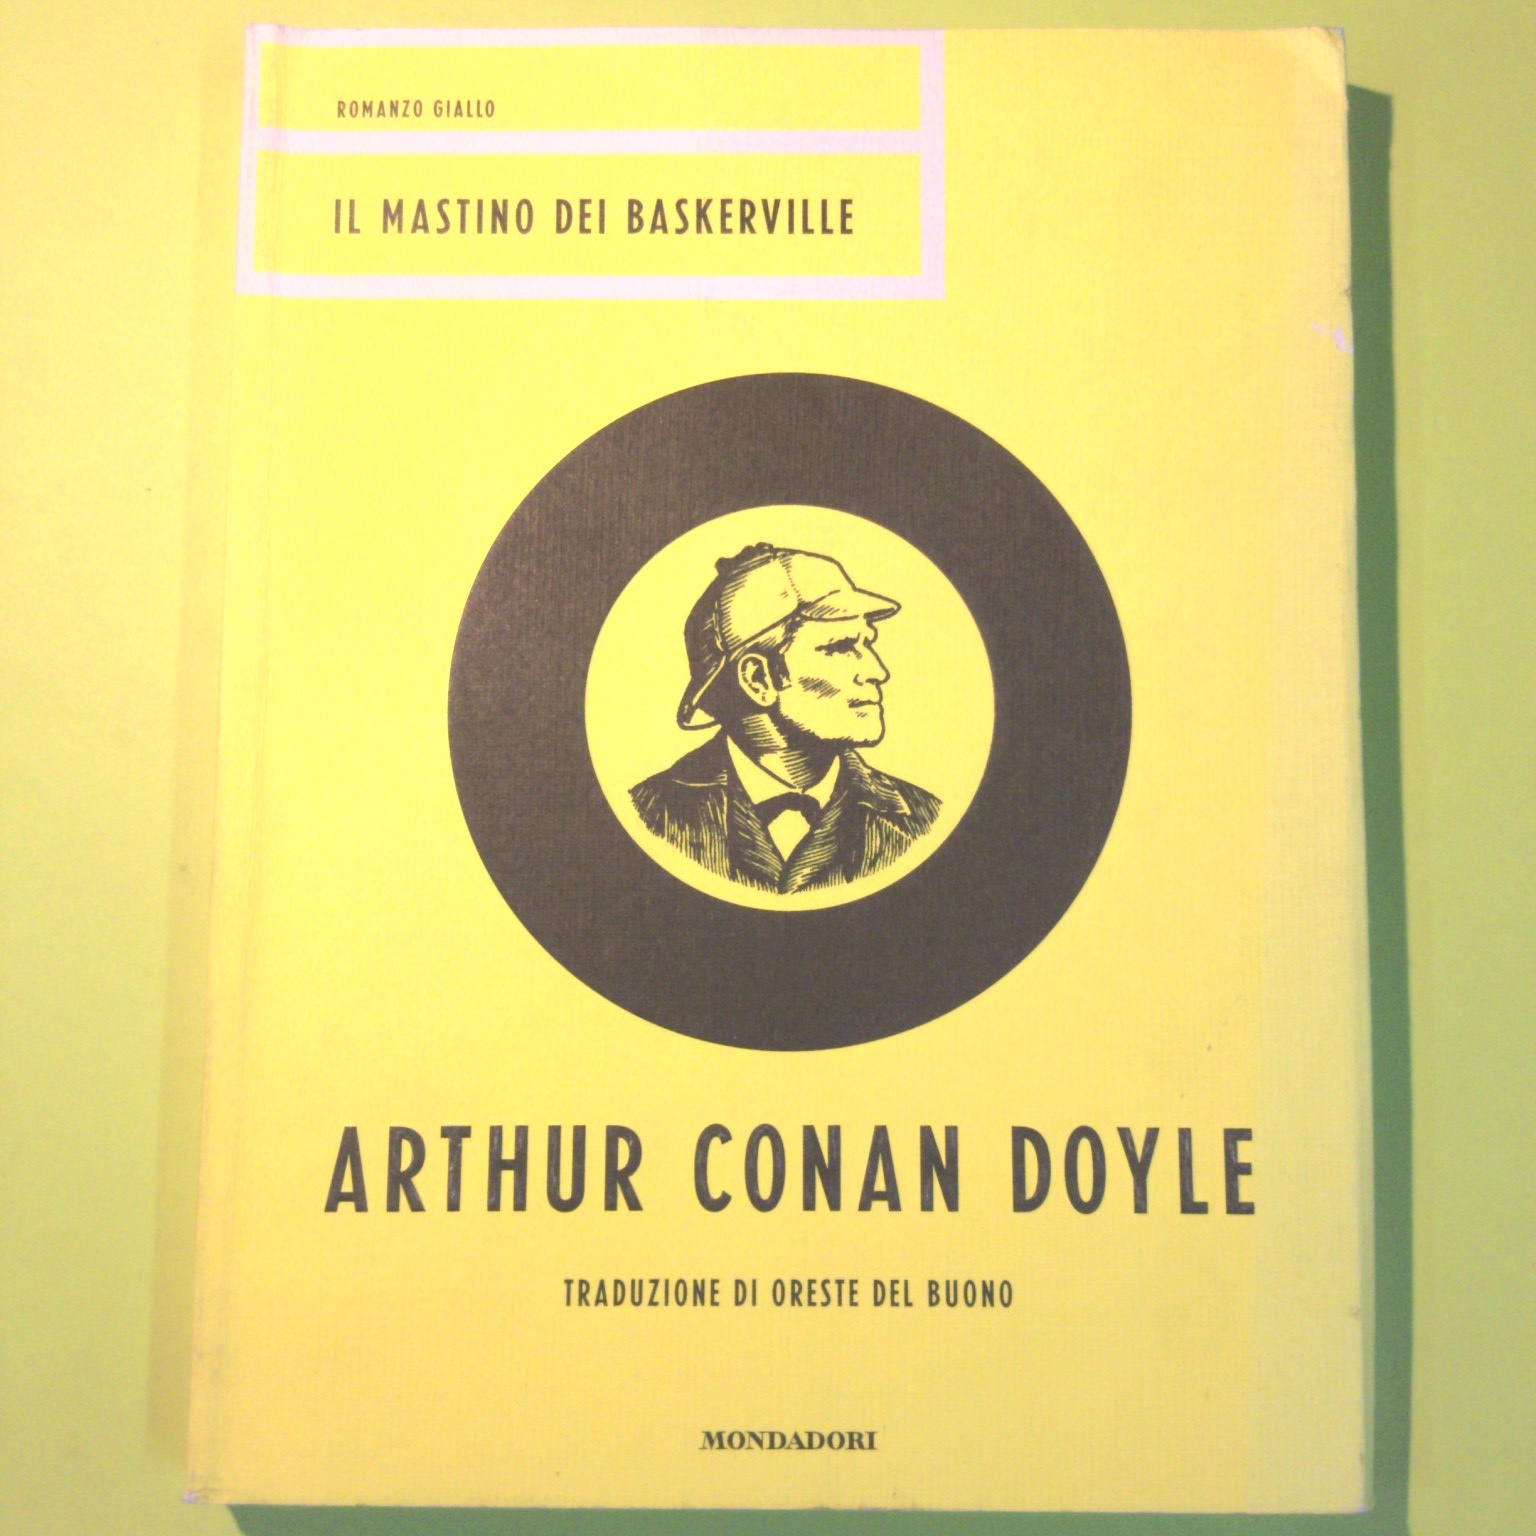 ROMANZO GIALLO
IL MASTINO DEI BASKERVILLE
ARTHUR CONAN DOYLE
TRADUZIONE DI ORESTE DEL BUONO
MONDADORI